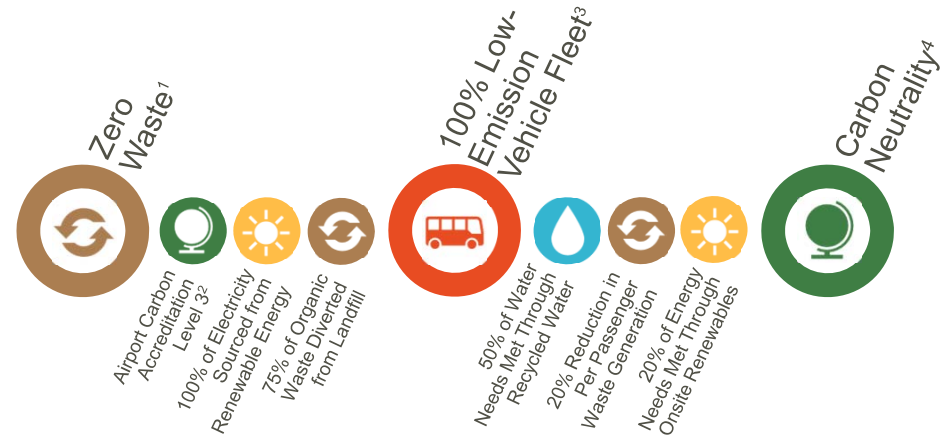 Zero
Waste¹
Airport Carbon
Accreditation
Level 3²
100% of Electricity
Sourced from
Renewable Energy
75% of Organic
Waste Diverted
from Landfill
100% Low-
Emission
Vehicle Fleet³
50% of Water
Needs Met Through
Recycled Water
20% Reduction in
Per Passenger
Waste Generation
20% of Energy
Needs Met Through
Onsite Renewables
Carbon
Neutrality⁴